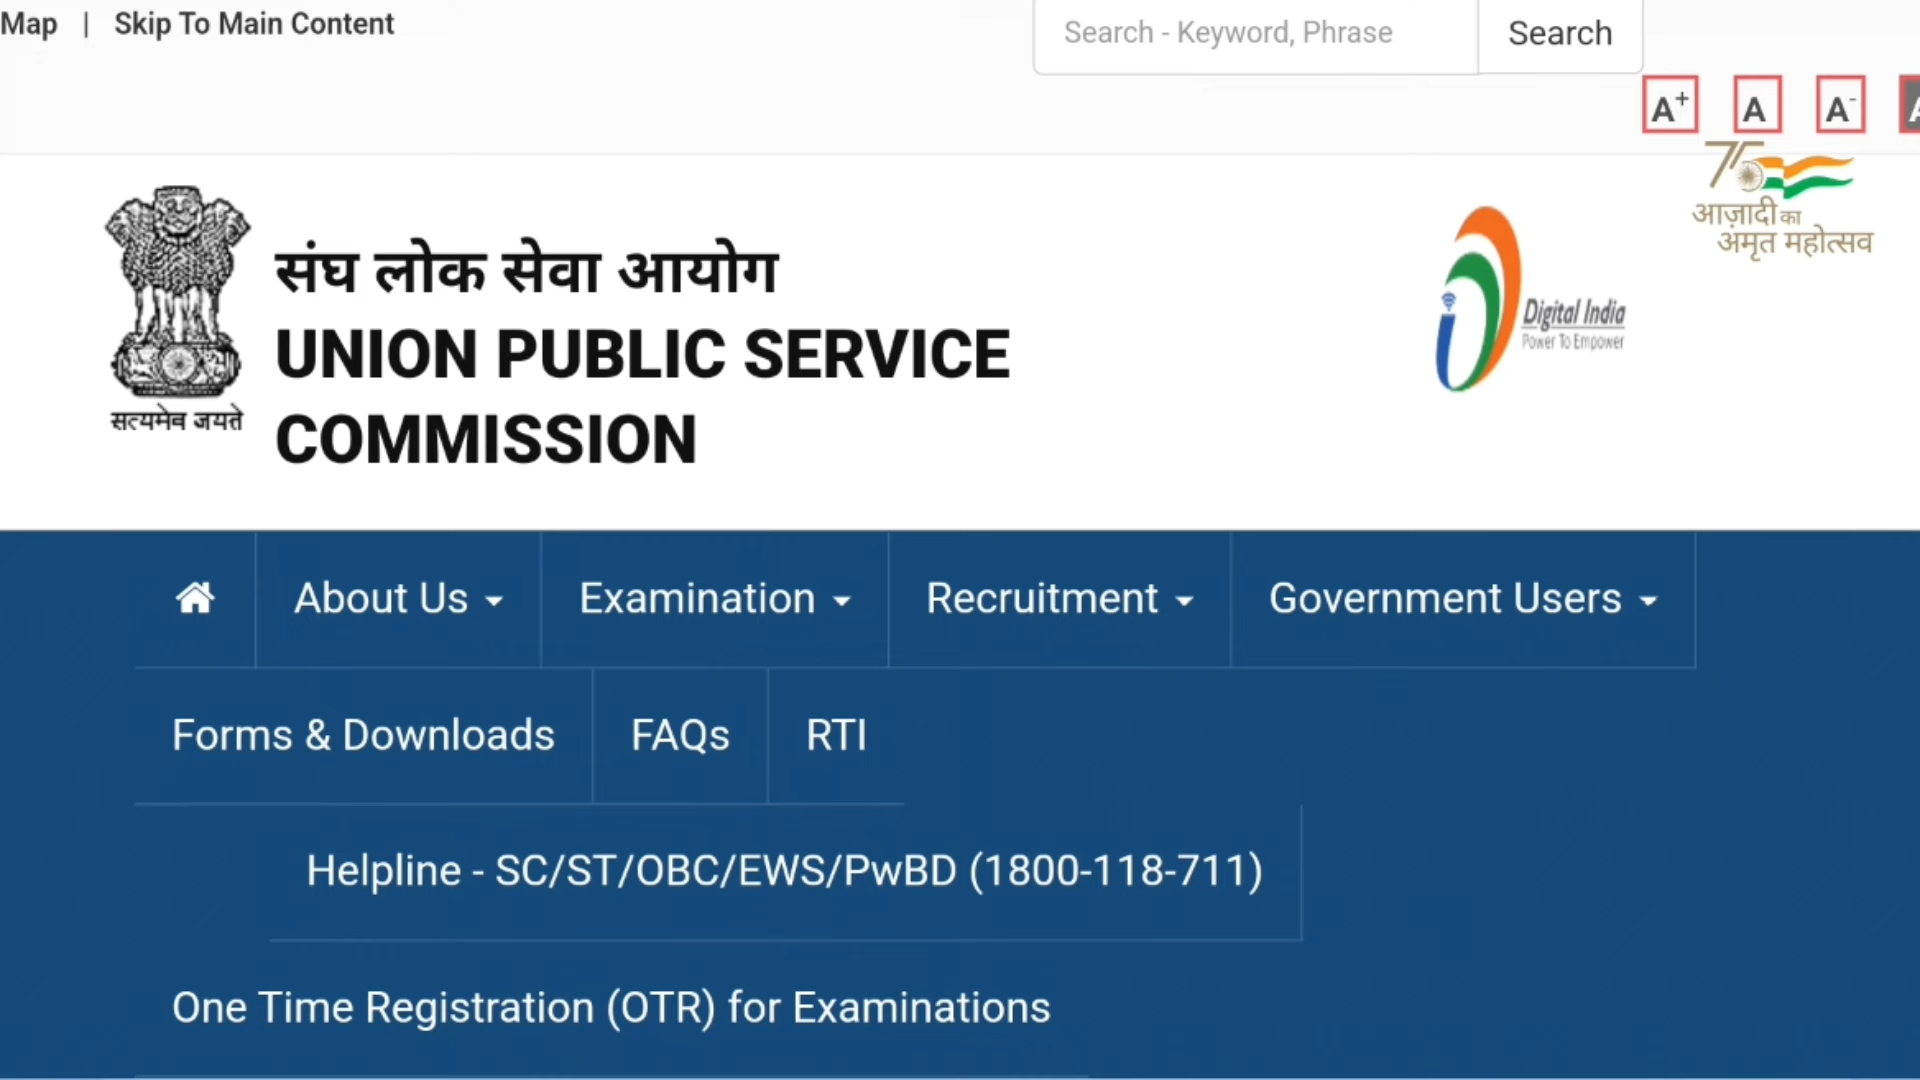 Map | Skip To Main Content
Search - Keyword, Phrase Search
A+ A A-
आज़ादी का
अमृत महोत्सव
संघ लोक सेवा आयोग
UNION PUBLIC SERVICE
COMMISSION
सत्यमेव जयते
Digital India
Power To Empower
About Us Examination Recruitment Government Users
Forms & Downloads FAQs RTI
Helpline - SC/ST/OBC/EWS/PwBD (1800-118-711)
One Time Registration (OTR) for Examinations